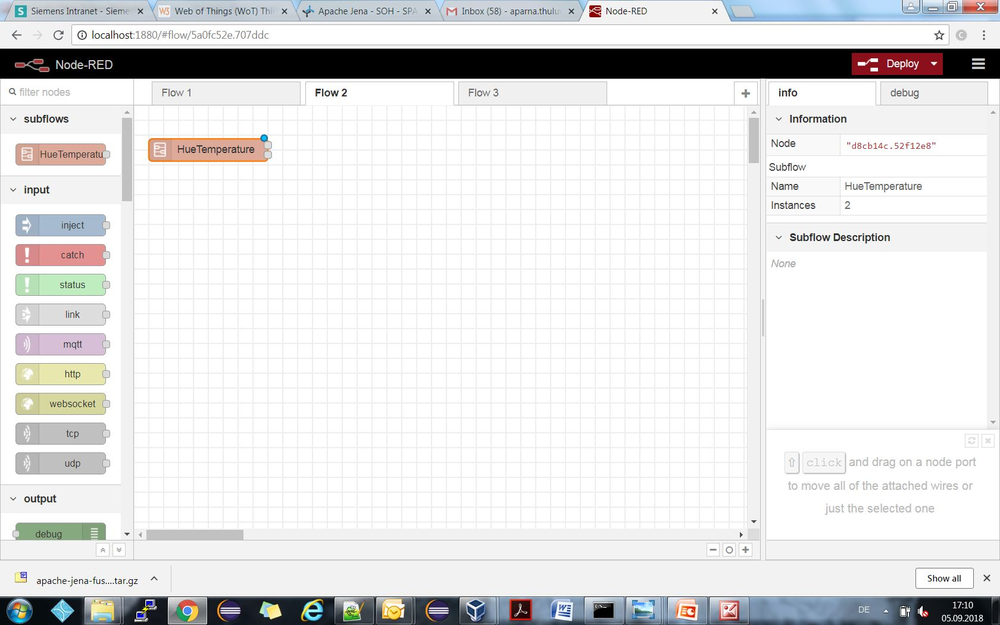 Siemens Intranet - Siemen
Web of Things (WoT) Thin
Apache Jena - SOH - SPA
Inbox (58) - aparna.thuluv
Node-RED
localhost:1880/#flow/5a0fc52e.707ddc
Node-RED
Deploy
filter nodes
Flow 1
Flow 2
Flow 3
info
debug
subflows
HueTemperatu
input
inject
catch
status
link
mqtt
http
websocket
tcp
udp
output
debug
HueTemperature
Information
Node
"d8cb14c.52f12e8"
Subflow
Name
HueTemperature
Instances
2
Subflow Description
None
click and drag on a node port
to move all of the attached wires or
just the selected one
apache-jena-fus....tar.gz
Show all
DE
17:10
05.09.2018